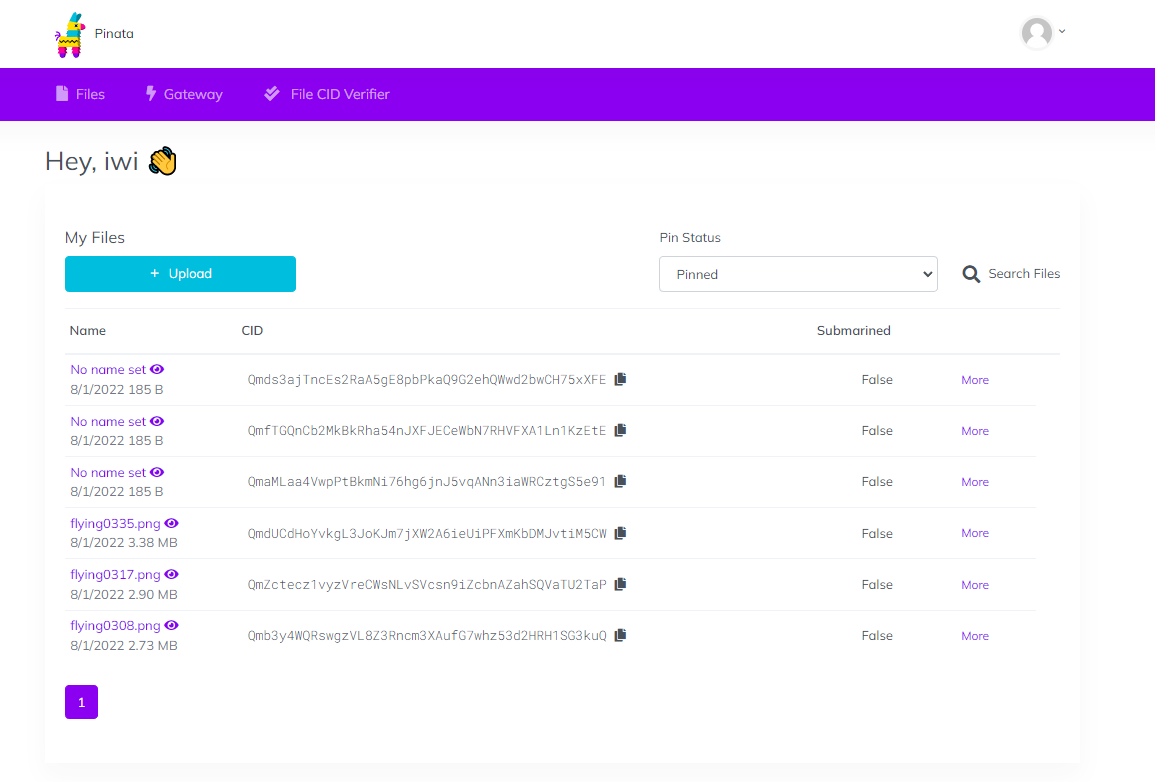 Pinata
Files Gateway File CID Verifier
Hey, iwi
My Files
Pin Status
+ Upload
Pinned
Search Files
Name CID Submarined
No name set
8/1/2022 185 B
Qmds3ajTncEs2RaA5gE8pbPkaQ9G2ehQWwd2bwCH75xXFE False More
No name set
8/1/2022 185 B
QmfTGQnCb2MkBkRha54nJXFJECeWbN7RHVFXA1Ln1KzEtE False More
No name set
8/1/2022 185 B
QmaMLaa4VwpPtBkmNi76hg6jnJ5vqANn3iaWRCztgS5e91 False More
flying0335.png
8/1/2022 3.38 MB
QmdUCdHoYvkgL3JoKJm7jXW2A6ieUiPFXmKbDMJvtiM5CW False More
flying0317.png
8/1/2022 2.90 MB
QmZctecz1vyzVreCWsNLvSVcsn9iZcbnAZahSQVaTU2TaP False More
flying0308.png
8/1/2022 2.73 MB
Qmb3y4WQRswgzVL8Z3Rncm3XAufG7whz53d2HRH1SG3kuQ False More
1